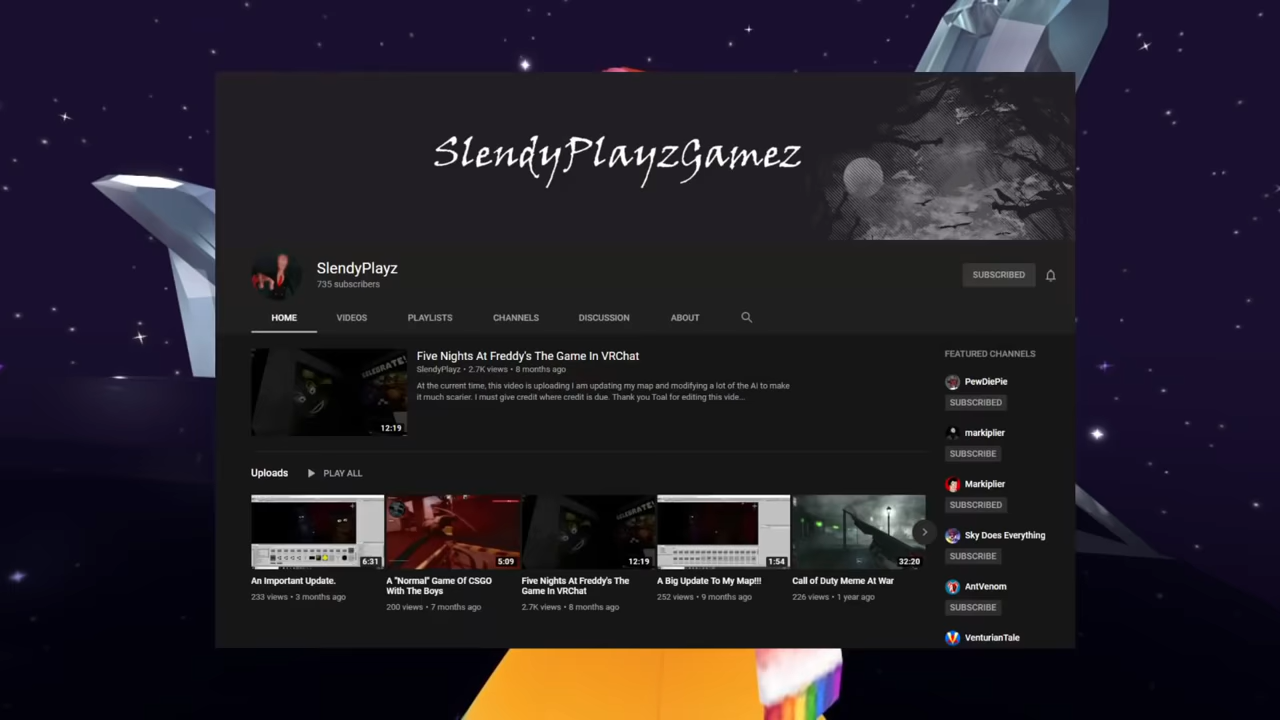 SlendyPlayzGamez
SlendyPlayz
735 subscribers
SUBSCRIBED
HOME VIDEOS PLAYLISTS CHANNELS DISCUSSION ABOUT
Five Nights At Freddy's The Game In VRChat
SlendyPlayz • 2.7K views • 8 months ago
At the current time, this video is uploading I am updating my map and modifying a lot of the Ai to make
it much scarier. I must give credit where credit is due. Thank you Toal for editing this vide...
CELEBRATE!
12:19
FEATURED CHANNELS
PewDiePie
SUBSCRIBED
markiplier
SUBSCRIBE
Markiplier
SUBSCRIBED
Sky Does Everything
SUBSCRIBE
AntVenom
SUBSCRIBE
VenturianTale
Uploads PLAY ALL
6:31
An Important Update.
233 views • 3 months ago
5:09
A "Normal" Game Of CSGO
With The Boys
200 views • 7 months ago
CELEBRATE!
12:19
Five Nights At Freddy's The
Game In VRChat
2.7K views • 8 months ago
1:54
A Big Update To My Map!!!
252 views • 9 months ago
32:20
Call of Duty Meme At War
226 views • 1 year ago